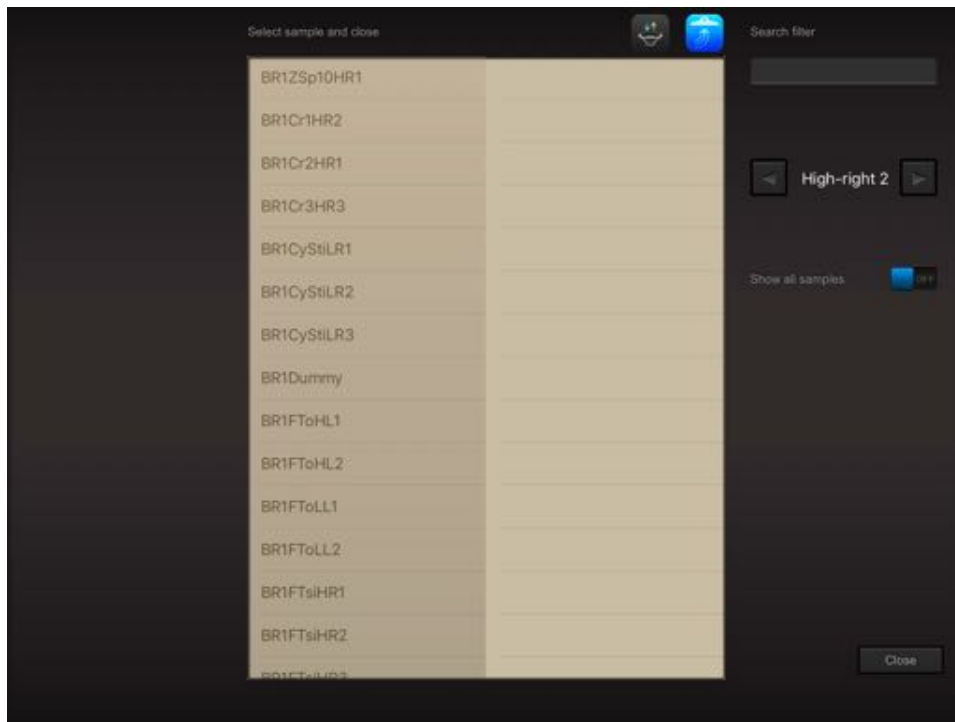 Select sample and close
Search filter
BR1ZSp10HR1
BR1Cr1HR2
BR1Cr2HR1
BR1Cr3HR3
BR1CyStiLR1
BR1CyStiLR2
BR1CyStiLR3
BR1Dummy
BR1FToHL1
BR1FToHL2
BR1FToLL1
BR1FToLL2
BR1FTsiHR1
BR1FTsiHR2
High-right 2
Show all samples
OFF
Close